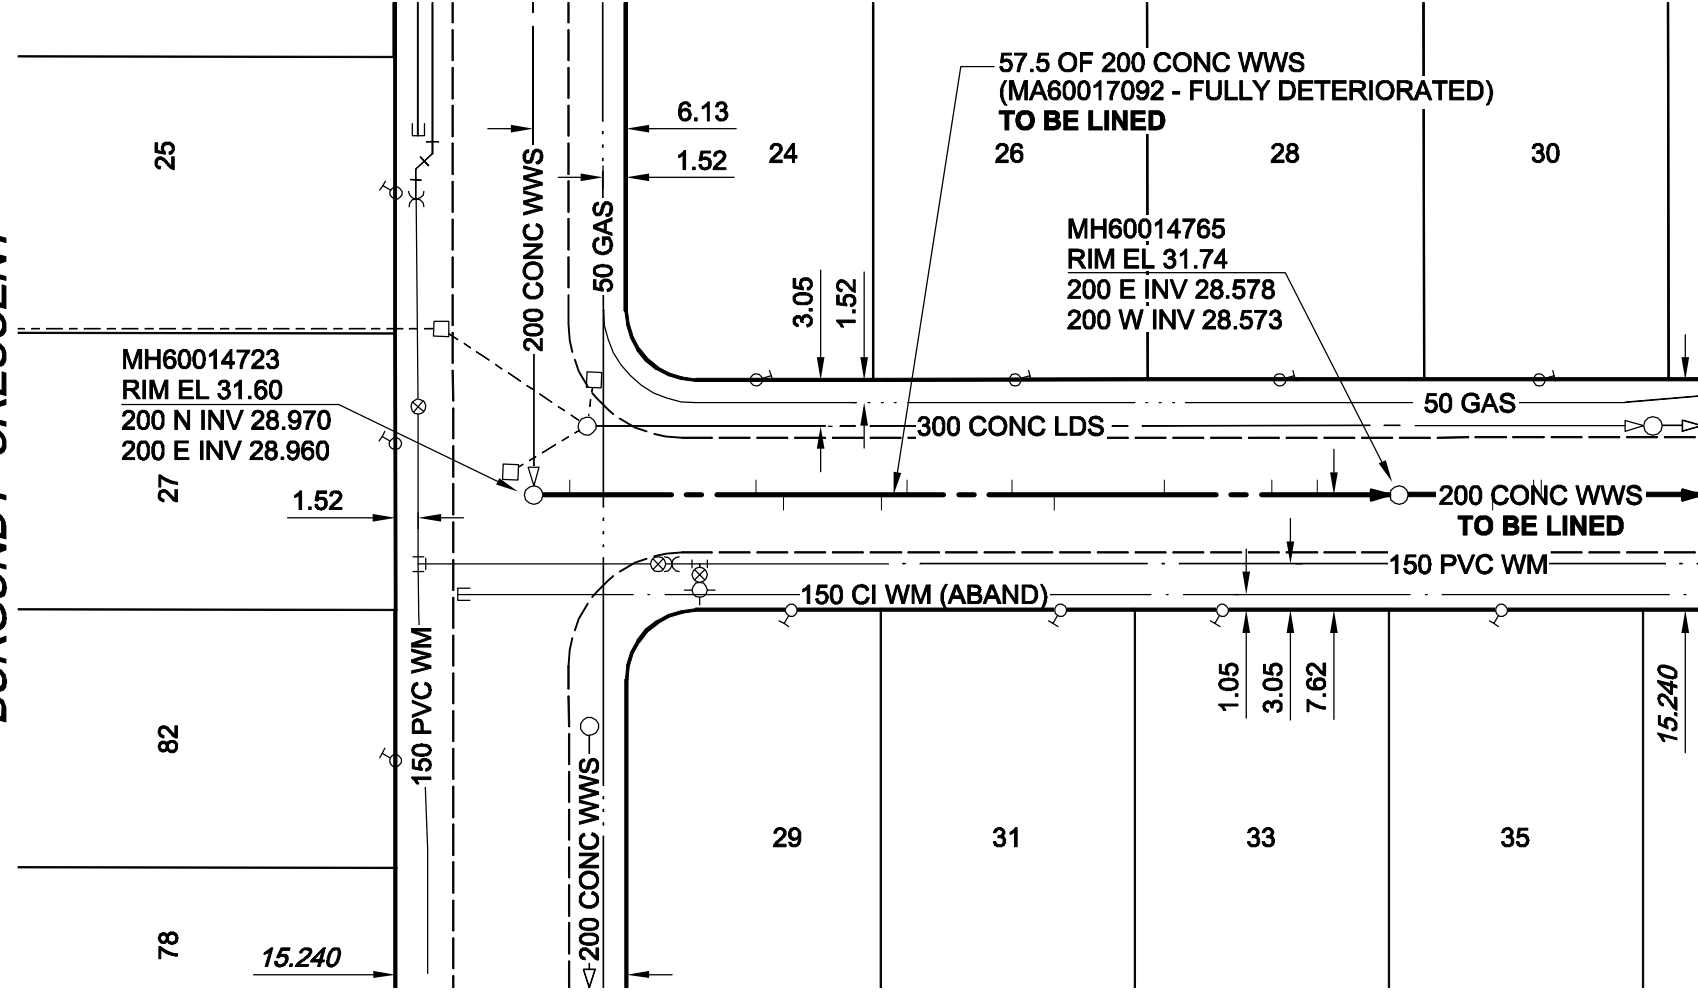 57.5 OF 200 CONC WWS
(MA60017092 - FULLY DETERIORATED)
TO BE LINED
6.13
1.52
24
26
28
30
25
200 CONC WWS
50 GAS
MH60014765
RIM EL 31.74
200 E INV 28.578
200 W INV 28.573
3.05
1.52
MH60014723
RIM EL 31.60
200 N INV 28.970
200 E INV 28.960
50 GAS
300 CONC LDS
27
1.52
200 CONC WWS
TO BE LINED
150 PVC WM
150 CI WM (ABAND)
150 PVC WM
1.05
3.05
7.62
15.240
82
200 CONC WWS
29
31
33
35
78
15.240